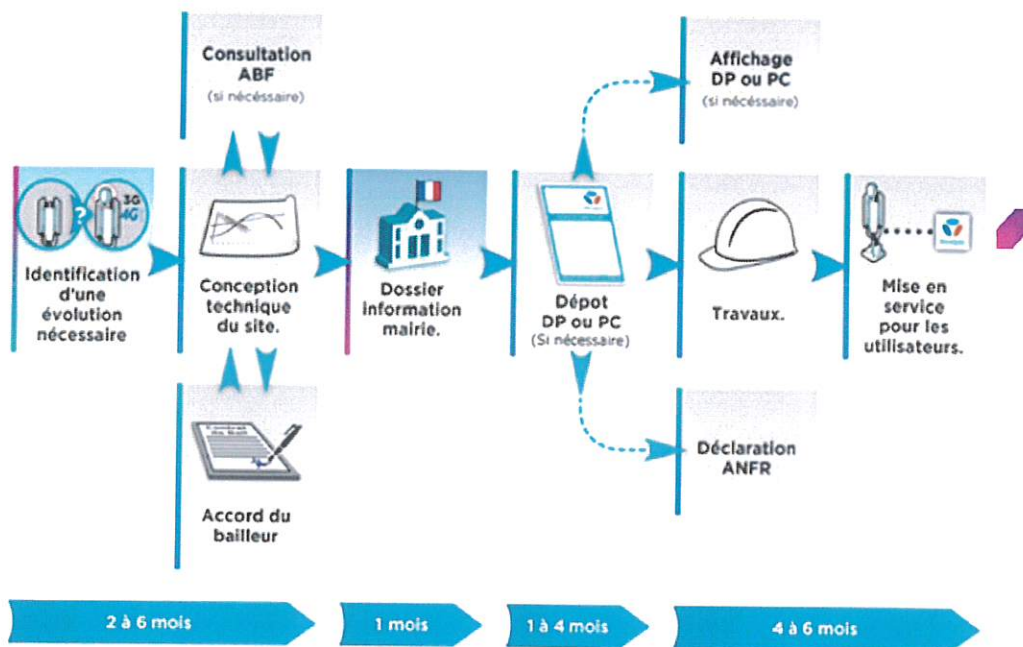 Consultation
ABF
(si nécéssaire)
Affichage
DP ou PC
(si nécéssaire)
?
3G
4G
Identification
d'une
évolution
nécessaire
Conception
technique
du site.
Dossier
information
mairie.
Dépot
DP ou PC
(Si nécessaire)
Travaux.
Mise en
service
pour les
utilisateurs.
Accord du
bailleur
Déclaration
ANFR
2 à 6 mois
1 mois
1 à 4 mois
4 à 6 mois